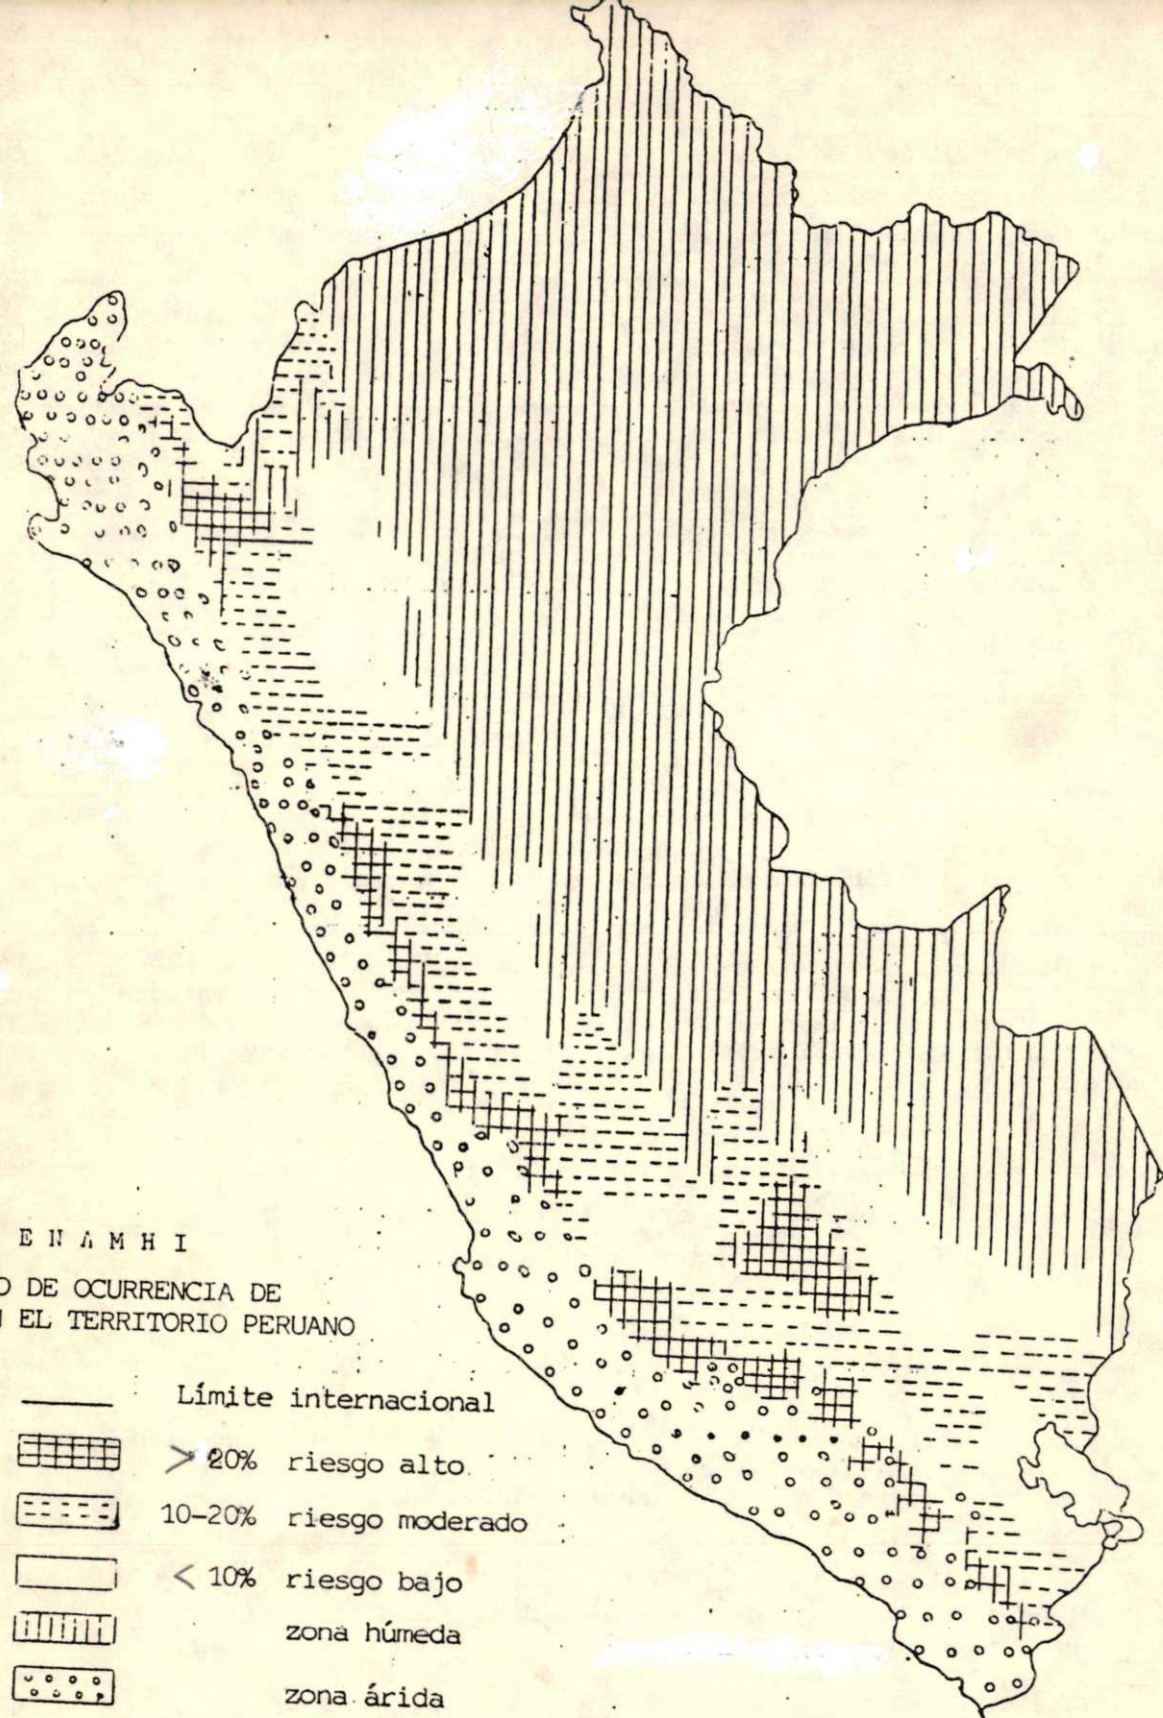 ENAMHI
O DE OCURRENCIA DE
EL TERRITORIO PERUANO
Límite internacional
> 20% riesgo alto
10-20% riesgo moderado
< 10% riesgo bajo
zona húmeda
zona árida